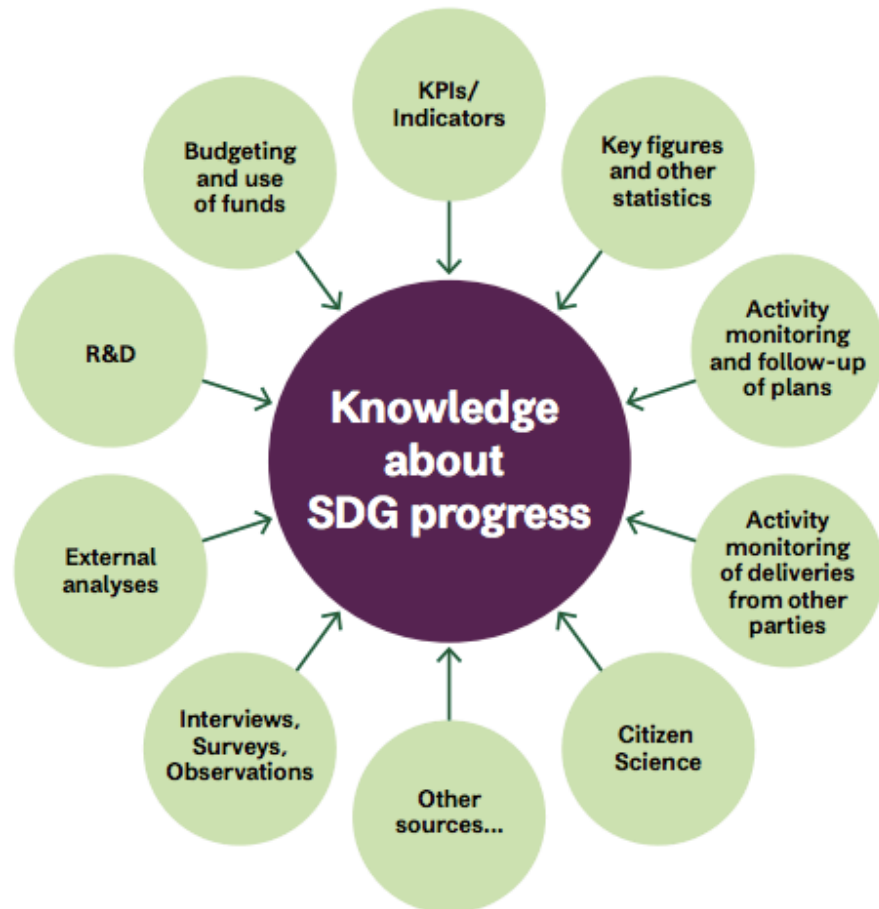 KPIs/
Indicators
Key figures
and other
statistics
Activity
monitoring
and follow-up
of plans
Activity
monitoring
of deliveries
from other
parties
Citizen
Science
Other
sources...
Interviews,
Surveys,
Observations
External
analyses
R&D
Budgeting
and use
of funds
Knowledge
about
SDG progress